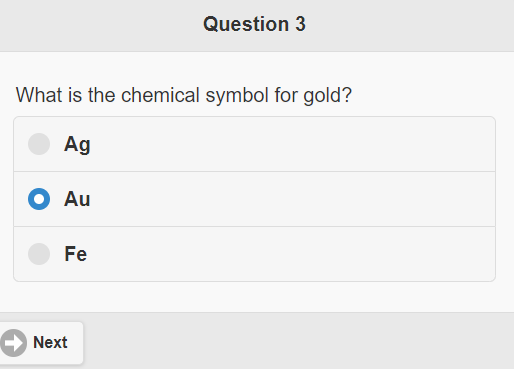 Question 3
What is the chemical symbol for gold?
Ag
Au
Fe
Next